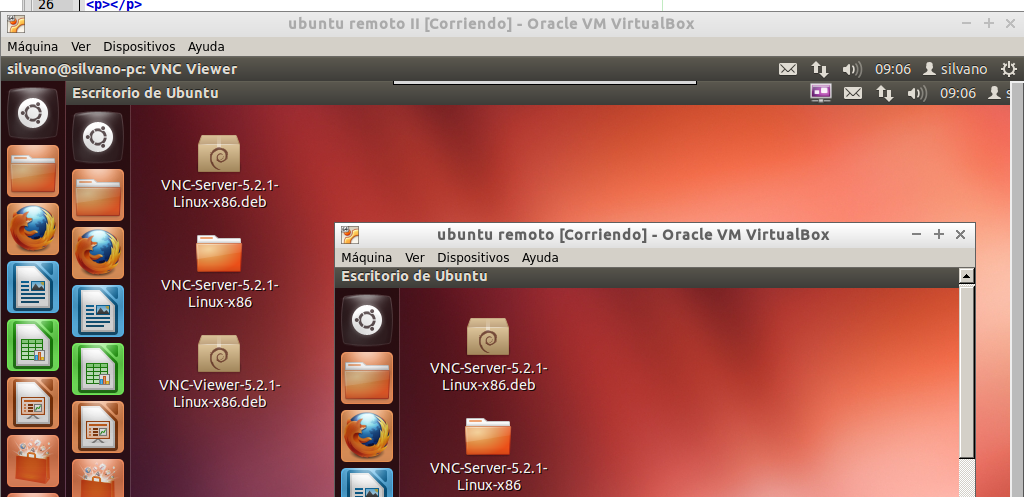 26 <p></p>
ubuntu remoto II [Corriendo] - Oracle VM VirtualBox
Máquina Ver Dispositivos Ayuda
silvano@silvano-pc: VNC Viewer 09:06 silvano
Escritorio de Ubuntu 09:06 s
VNC-Server-5.2.1-
Linux-x86.deb
VNC-Server-5.2.1-
Linux-x86
VNC-Viewer-5.2.1-
Linux-x86.deb
ubuntu remoto [Corriendo] - Oracle VM VirtualBox
Máquina Ver Dispositivos Ayuda
Escritorio de Ubuntu
VNC-Server-5.2.1-
Linux-x86.deb
VNC-Server-5.2.1-
Linux-x86